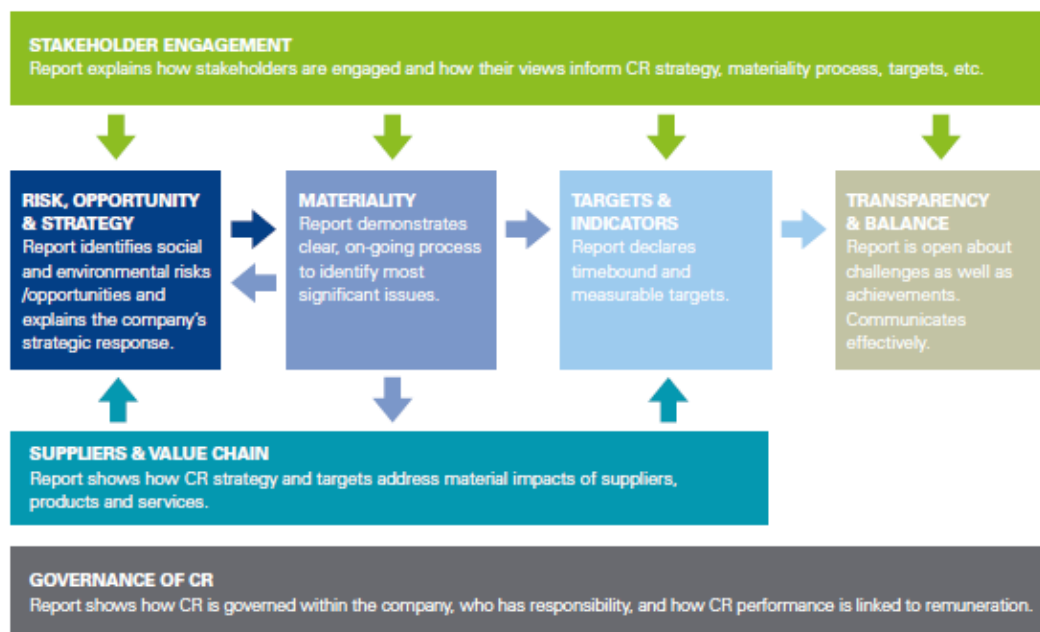 STAKEHOLDER ENGAGEMENT
Report explains how stakeholders are engaged and how their views inform CR strategy, materiality process, targets, etc.
RISK, OPPORTUNITY
& STRATEGY
Report identifies social
and environmental risks
/opportunities and
explains the company's
strategic response.
MATERIALITY
Report demonstrates
clear, on-going process
to identify most
significant issues.
TARGETS &
INDICATORS
Report declares
timebound and
measurable targets.
TRANSPARENCY
& BALANCE
Report is open about
challenges as well as
achievements.
Communicates
effectively.
SUPPLIERS & VALUE CHAIN
Report shows how CR strategy and targets address material impacts of suppliers,
products and services.
GOVERNANCE OF CR
Report shows how CR is governed within the company, who has responsibility, and how CR performance is linked to remuneration.